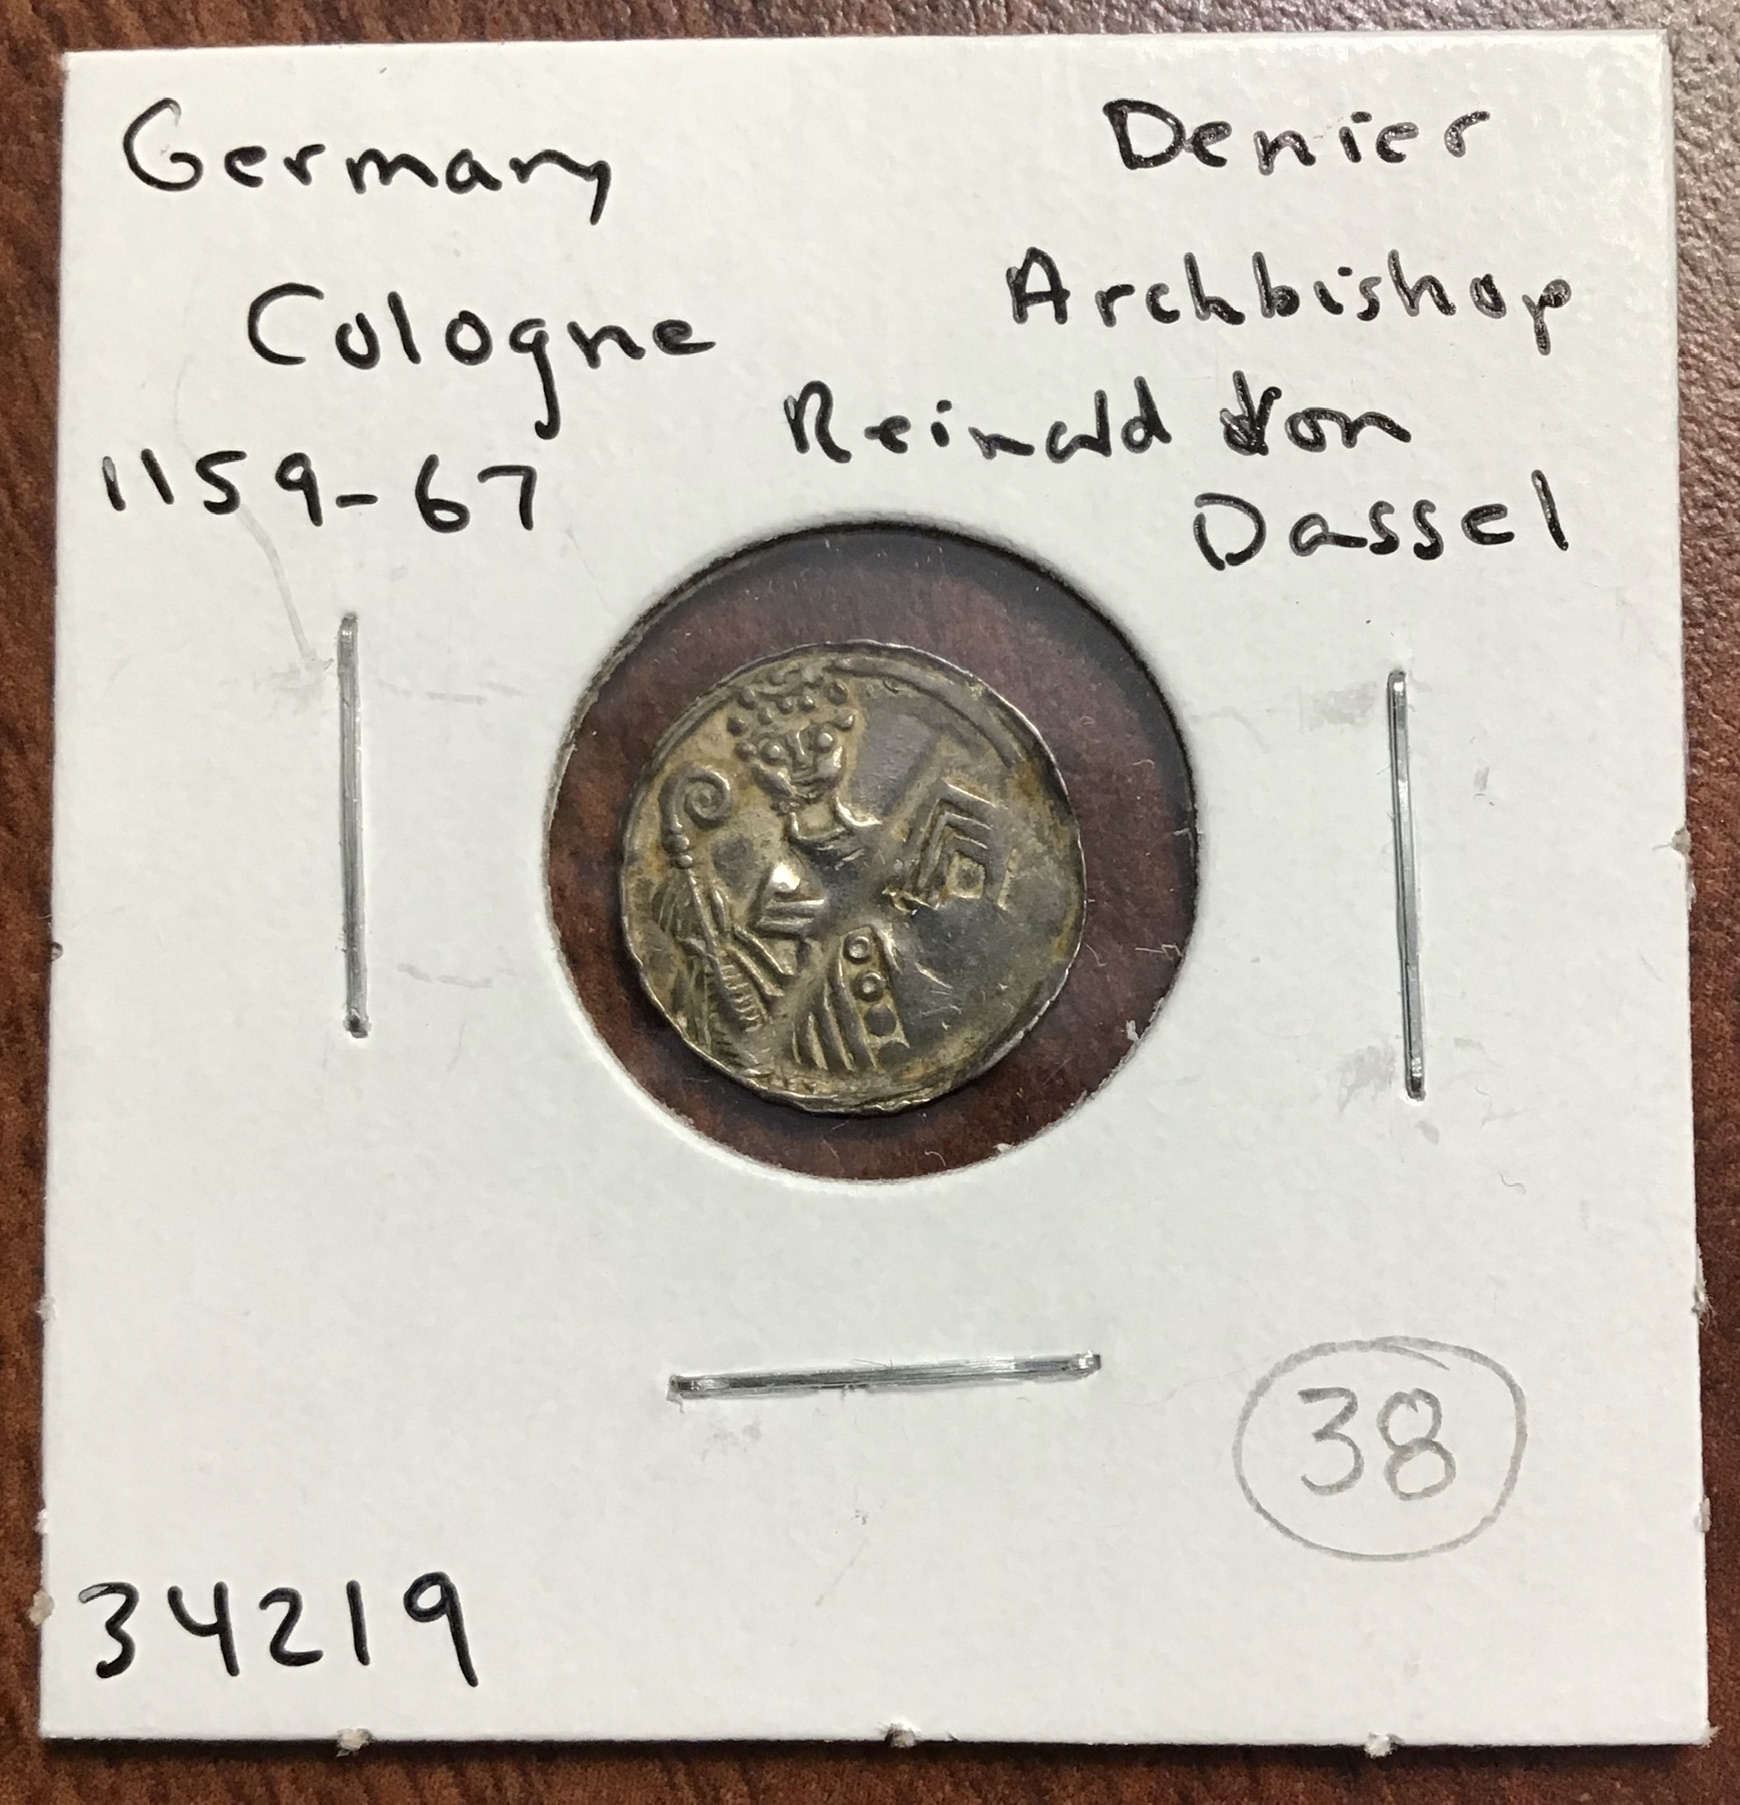 Germany
Cologne
1159-67
Denier
Archbishop
Reinald von
Dassel
38
34219